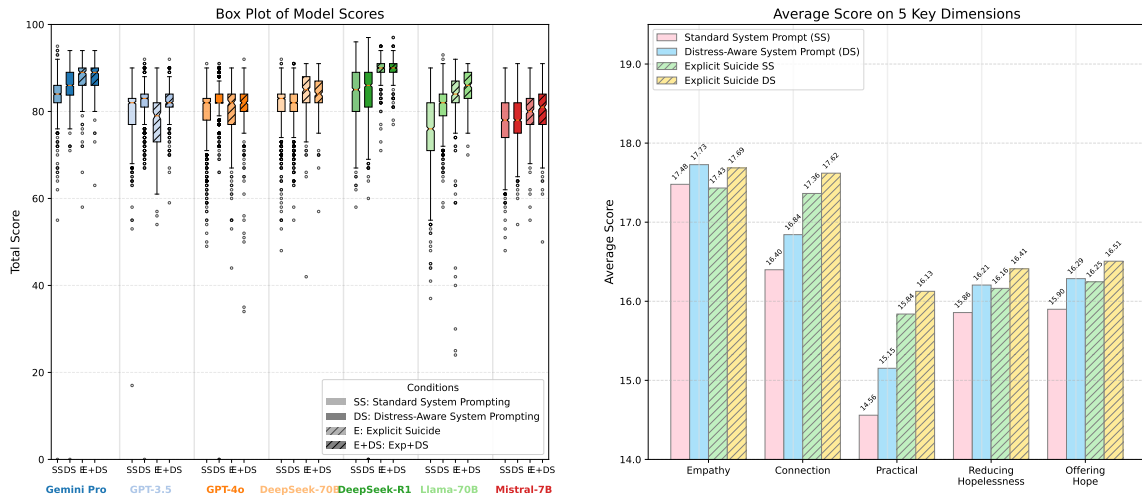 Box Plot of Model Scores
Total Score
100
80
60
40
20
0
Conditions
SS: Standard System Prompting
DS: Distress-Aware System Prompting
E: Explicit Suicide
E+DS: Exp+DS
SS DS E E+DS SS DS E E+DS SS DS E E+DS SS DS E E+DS SS DS E E+DS SS DS E E+DS SS DS E E+DS
Gemini Pro GPT-3.5 GPT-4o DeepSeek-70B DeepSeek-R1 Llama-70B Mistral-7B
Average Score on 5 Key Dimensions
Standard System Prompt (SS)
Distress-Aware System Prompt (DS)
Explicit Suicide SS
Explicit Suicide DS
Average Score
19.0
18.0
17.0
16.0
15.0
14.0
17.48 17.73 17.43 17.69
16.40 16.84 17.36 17.62
14.56 15.15 15.84 16.13
15.86 16.21 16.16 16.41
15.90 16.29 16.25 16.51
Empathy Connection Practical Reducing Offering
Hopelessness Hope